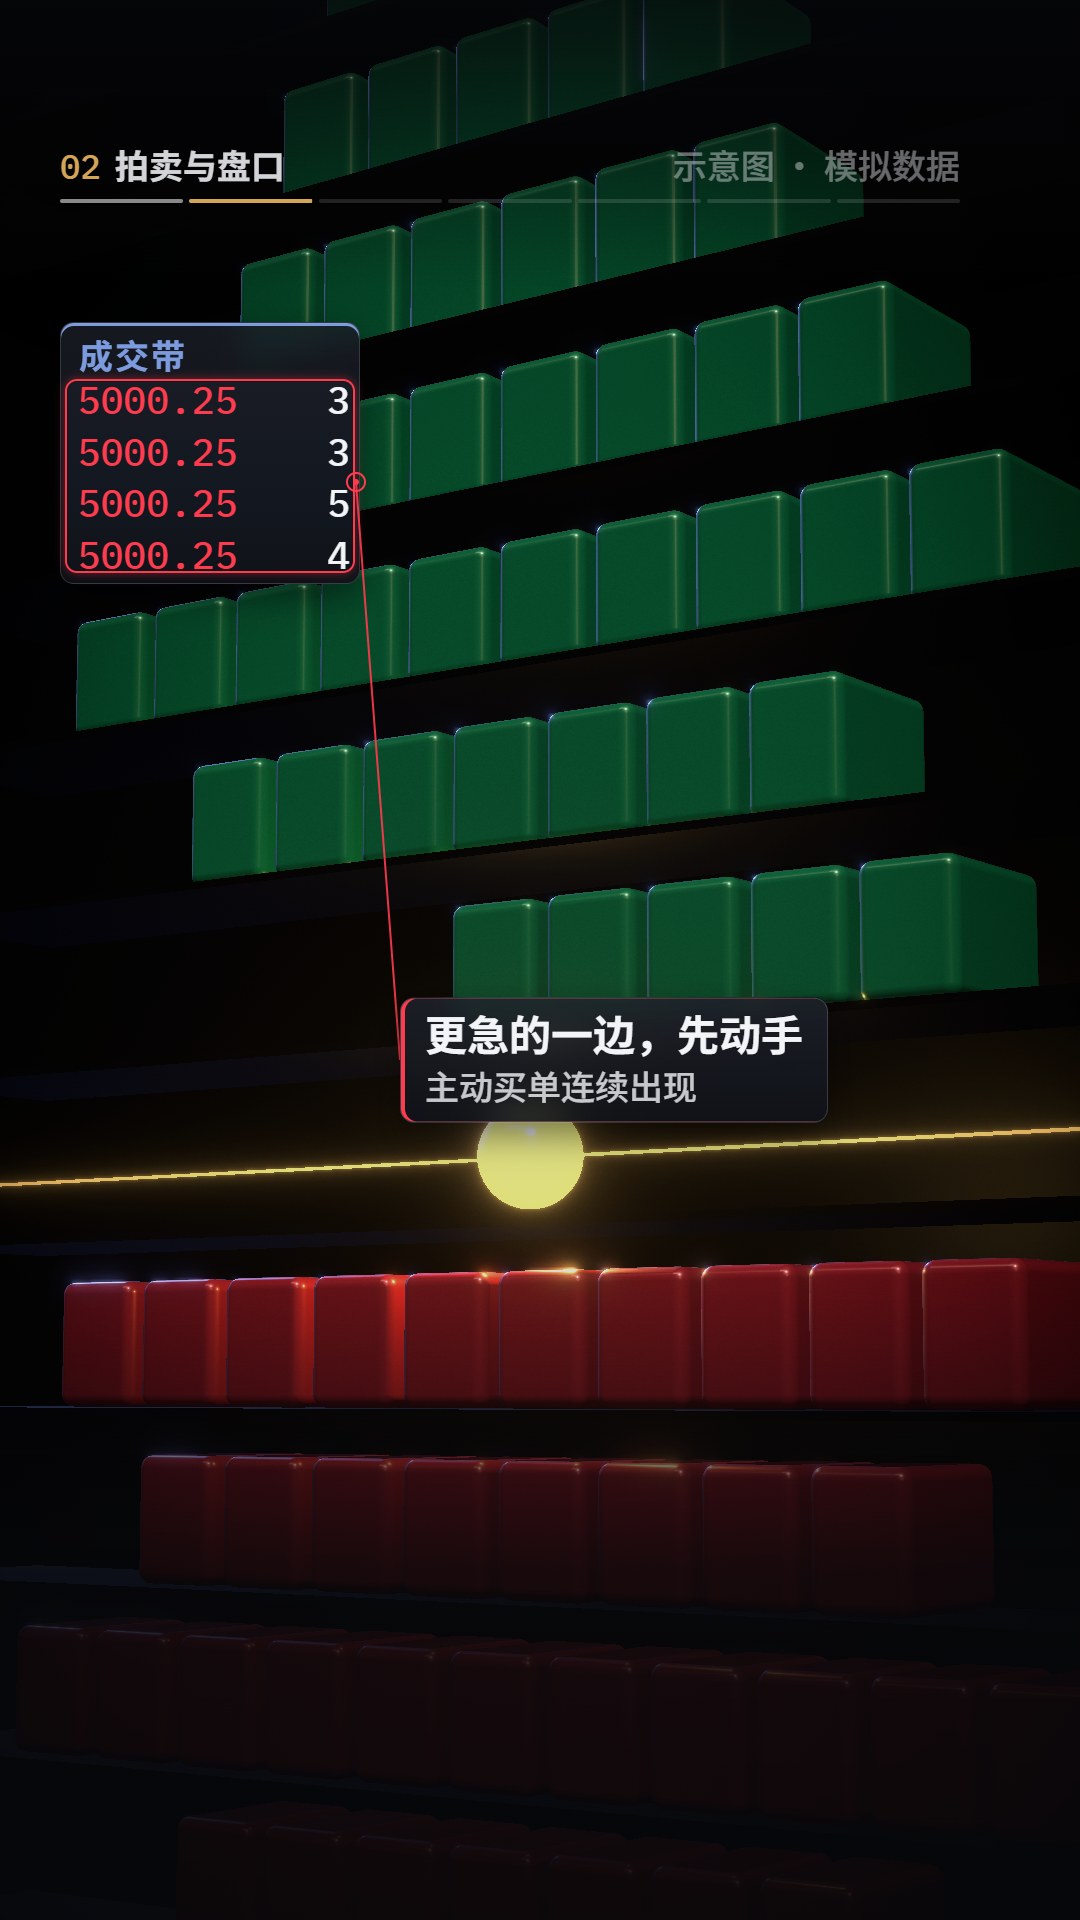 02 拍卖与盘口
示意图 · 模拟数据
成交带
5000.25 3
5000.25 3
5000.25 5
5000.25 4
更急的一边，先动手
主动买单连续出现